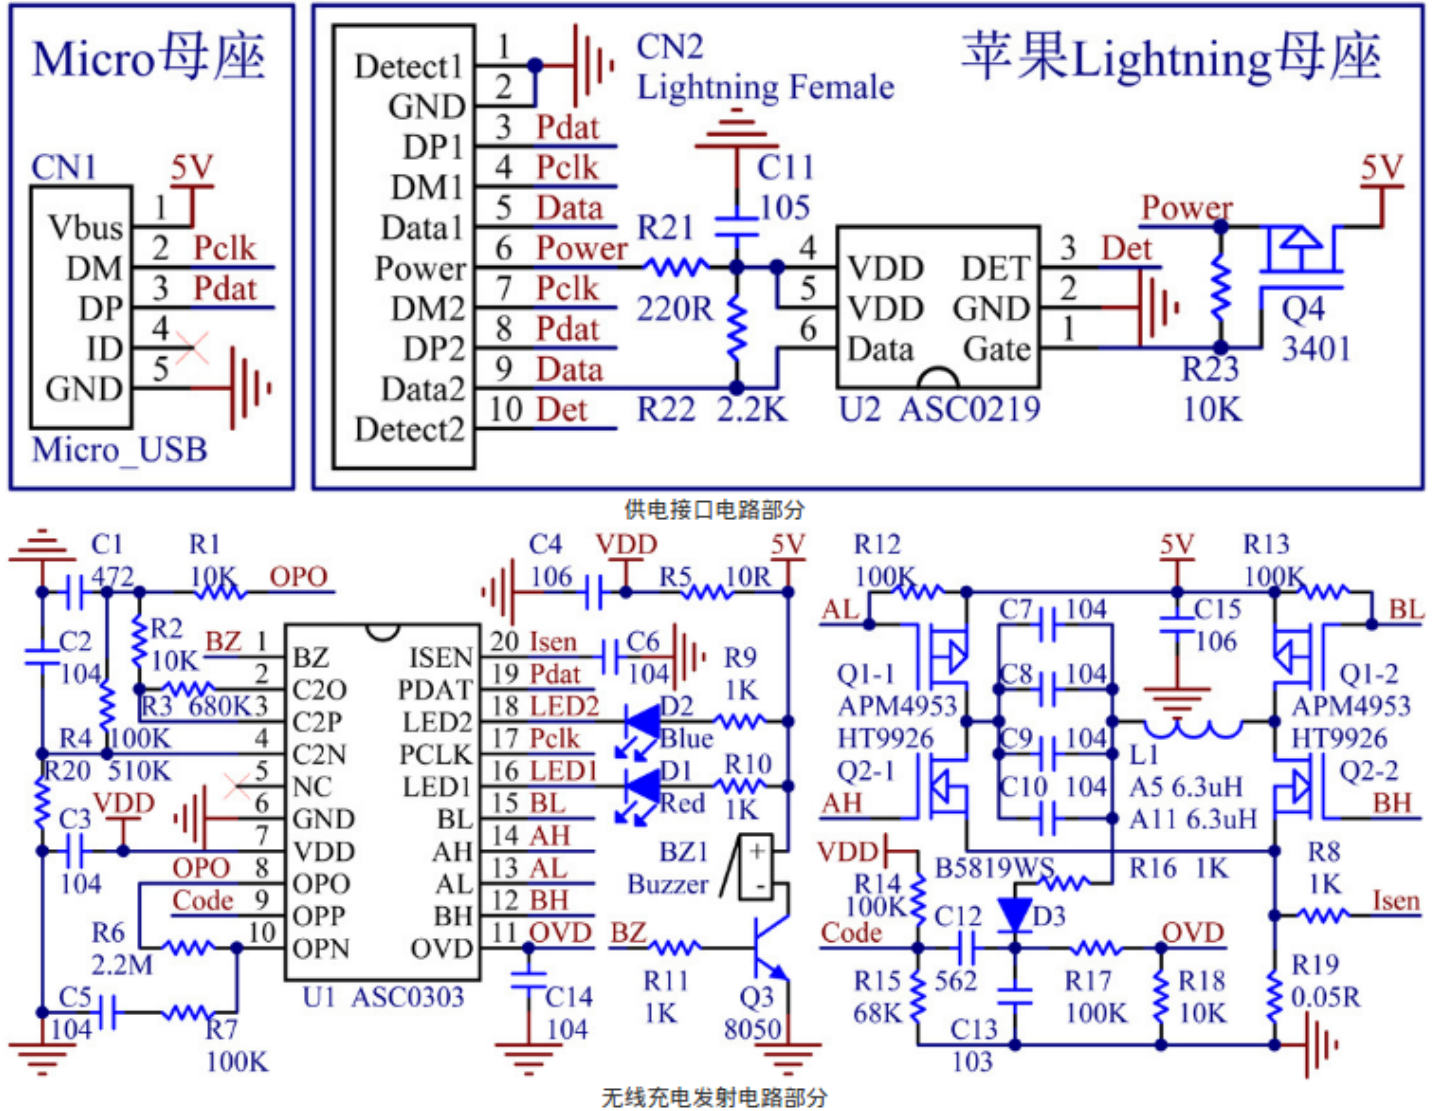 Micro母座
CN1
5V
Vbus
1
DM
2
Pclk
DP
3
Pdat
ID
4
GND
5
Micro_USB
苹果Lightning母座
CN2
Lightning Female
Detect1
1
GND
2
DP1
3
Pdat
DM1
4
Pclk
Data1
5
Data
Power
6
Power
DM2
7
Pclk
DP2
8
Pdat
Data2
9
Data
Detect2
10
Det
C11
105
R21
220R
R22
2.2K
4
VDD
5
VDD
6
Data
DET
3
Det
GND
2
Gate
1
U2 ASC0219
Power
5V
Q4
3401
R23
10K
供电接口电路部分
C1
472
R1
10K
OPO
C2
104
R2
10K
R3
680K
R4
100K
R20
510K
VDD
C3
104
OPO
Code
R6
2.2M
C5
104
R7
100K
BZ
1
BZ
2
C2O
3
C2P
4
C2N
5
NC
6
GND
7
VDD
8
OPO
9
OPP
10
OPN
ISEN
20
Isen
PDAT
19
Pdat
LED2
18
LED2
PCLK
17
Pclk
LED1
16
LED1
BL
15
BL
AH
14
AH
AL
13
AL
BH
12
BH
OVD
11
OVD
U1 ASC0303
C4
106
VDD
R5
10R
5V
C6
104
R9
1K
D2
Blue
D1
Red
R10
1K
BZ1
Buzzer
+
-
BZ
R11
1K
Q3
8050
C14
104
R12
100K
5V
R13
100K
AL
BL
C7
104
C15
106
Q1-1
APM4953
C8
104
Q1-2
APM4953
HT9926
Q2-1
C9
104
L1
A5 6.3uH
A11 6.3uH
HT9926
Q2-2
C10
104
AH
BH
VDD
B5819WS
R16 1K
R8
1K
Isen
R14
100K
D3
Code
C12
562
OVD
R15
68K
C13
103
R17
100K
R18
10K
R19
0.05R
无线充电发射电路部分